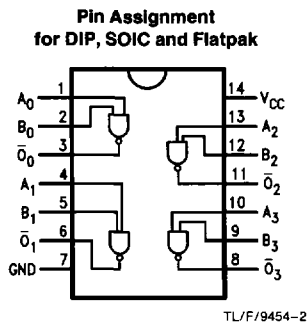 Pin Assignment
for DIP, SOIC and Flatpak
A₀ 1 14 V_CC
B₀ 2 13 A₂
Ō₀ 3 12 B₂
A₁ 4 11 Ō₂
B₁ 5 10 A₃
Ō₁ 6 9 B₃
GND 7 8 Ō₃
TL/F/9454-2